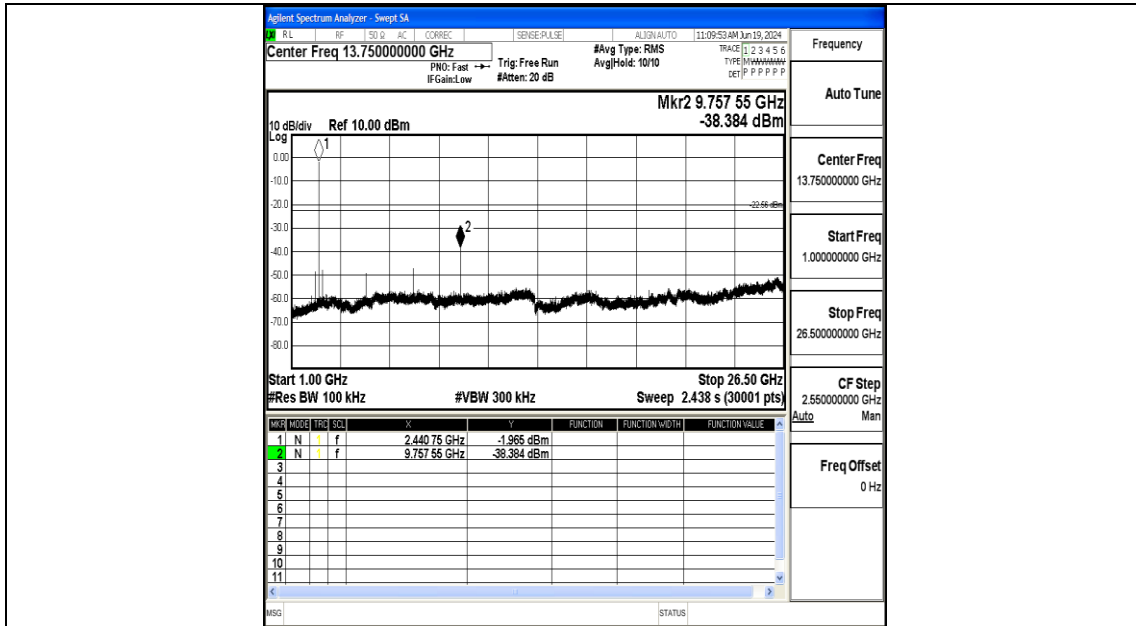 Agilent Spectrum Analyzer - Swept SA
RL RF 50 Ω AC CORREC SENSE:PULSE ALIGNAUTO 11:09:53 AM Jun 19, 2024
Center Freq 13.750000000 GHz
PNO: Fast
IFGain:Low
Trig: Free Run
#Atten: 20 dB
#Avg Type: RMS
Avg|Hold: 10/10
TRACE 1 2 3 4 5 6
TYPE
DET P P P P P P
Mkr2 9.757 55 GHz
-38.384 dBm
10 dB/div Ref 10.00 dBm
Log
1
0.00
-10.0
-20.0
-22.56 dBm
-30.0
2
-40.0
-50.0
-60.0
-70.0
-80.0
Start 1.00 GHz Stop 26.50 GHz
#Res BW 100 kHz #VBW 300 kHz Sweep 2.438 s (30001 pts)
MKR MODE TRC SCL X Y FUNCTION FUNCTION WIDTH FUNCTION VALUE
1 N 1 f 2.440 75 GHz -1.965 dBm
2 N 1 f 9.757 55 GHz -38.384 dBm
3
4
5
6
7
8
9
10
11
MSG STATUS
Frequency
Auto Tune
Center Freq
13.750000000 GHz
Start Freq
1.000000000 GHz
Stop Freq
26.500000000 GHz
CF Step
2.550000000 GHz
Auto Man
Freq Offset
0 Hz